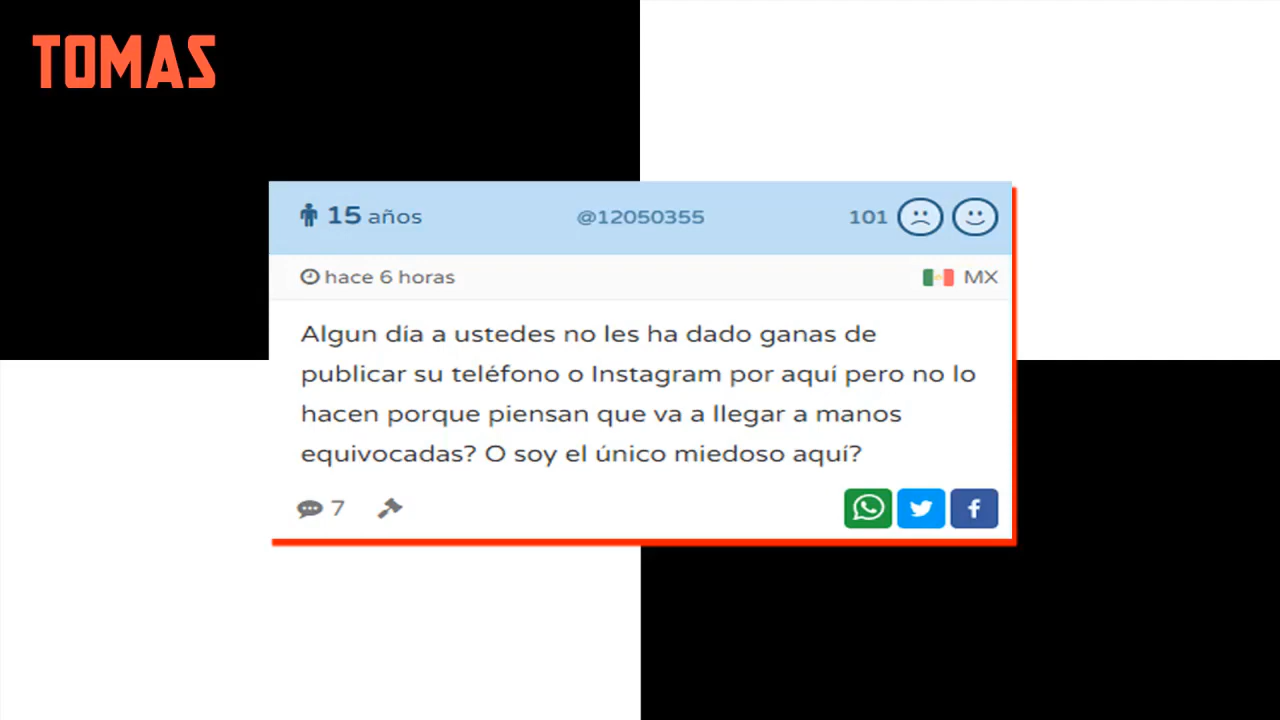 TOMAS
15 años @12050355 101
hace 6 horas MX
Algun día a ustedes no les ha dado ganas de
publicar su teléfono o Instagram por aquí pero no lo
hacen porque piensan que va a llegar a manos
equivocadas? O soy el único miedoso aquí?
7